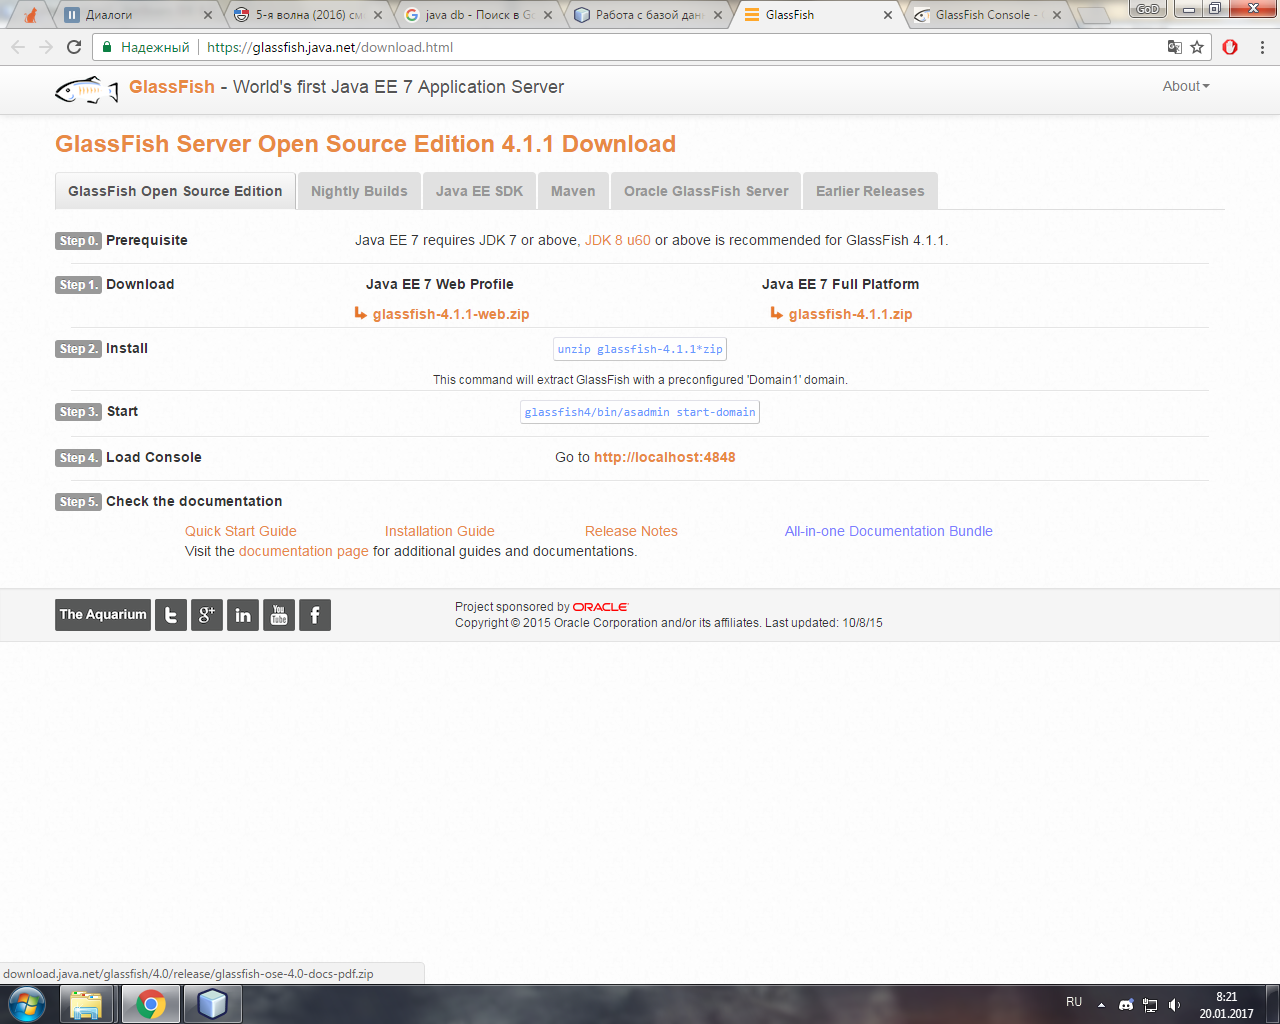 Диалоги
5-я волна (2016) см
java db - Поиск в Go
Работа с базой дан
GlassFish
GlassFish Console -
GoD
Надежный
https://glassfish.java.net/download.html
GlassFish - World's first Java EE 7 Application Server
About
GlassFish Server Open Source Edition 4.1.1 Download
GlassFish Open Source Edition
Nightly Builds
Java EE SDK
Maven
Oracle GlassFish Server
Earlier Releases
Step 0. Prerequisite
Java EE 7 requires JDK 7 or above, JDK 8 u60 or above is recommended for GlassFish 4.1.1.
Step 1. Download
Java EE 7 Web Profile
Java EE 7 Full Platform
glassfish-4.1.1-web.zip
glassfish-4.1.1.zip
Step 2. Install
unzip glassfish-4.1.1*zip
This command will extract GlassFish with a preconfigured 'Domain1' domain.
Step 3. Start
glassfish4/bin/asadmin start-domain
Step 4. Load Console
Go to http://localhost:4848
Step 5. Check the documentation
Quick Start Guide
Installation Guide
Release Notes
All-in-one Documentation Bundle
Visit the documentation page for additional guides and documentations.
The Aquarium
You Tube
Project sponsored by ORACLE
Copyright © 2015 Oracle Corporation and/or its affiliates. Last updated: 10/8/15
download.java.net/glassfish/4.0/release/glassfish-ose-4.0-docs-pdf.zip
RU
8:21
20.01.2017